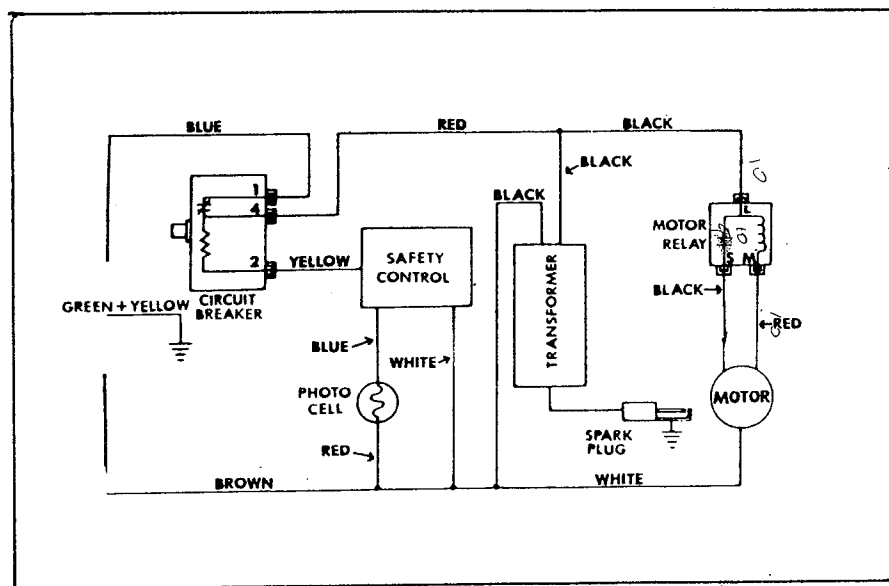 BLUE
RED
BLACK
1
4
2
BLACK
BLACK
L
MOTOR
RELAY
S M
YELLOW
SAFETY
CONTROL
TRANSFORMER
GREEN + YELLOW
CIRCUIT
BREAKER
BLACK
RED
BLUE
WHITE
PHOTO
CELL
MOTOR
SPARK
PLUG
RED
BROWN
WHITE